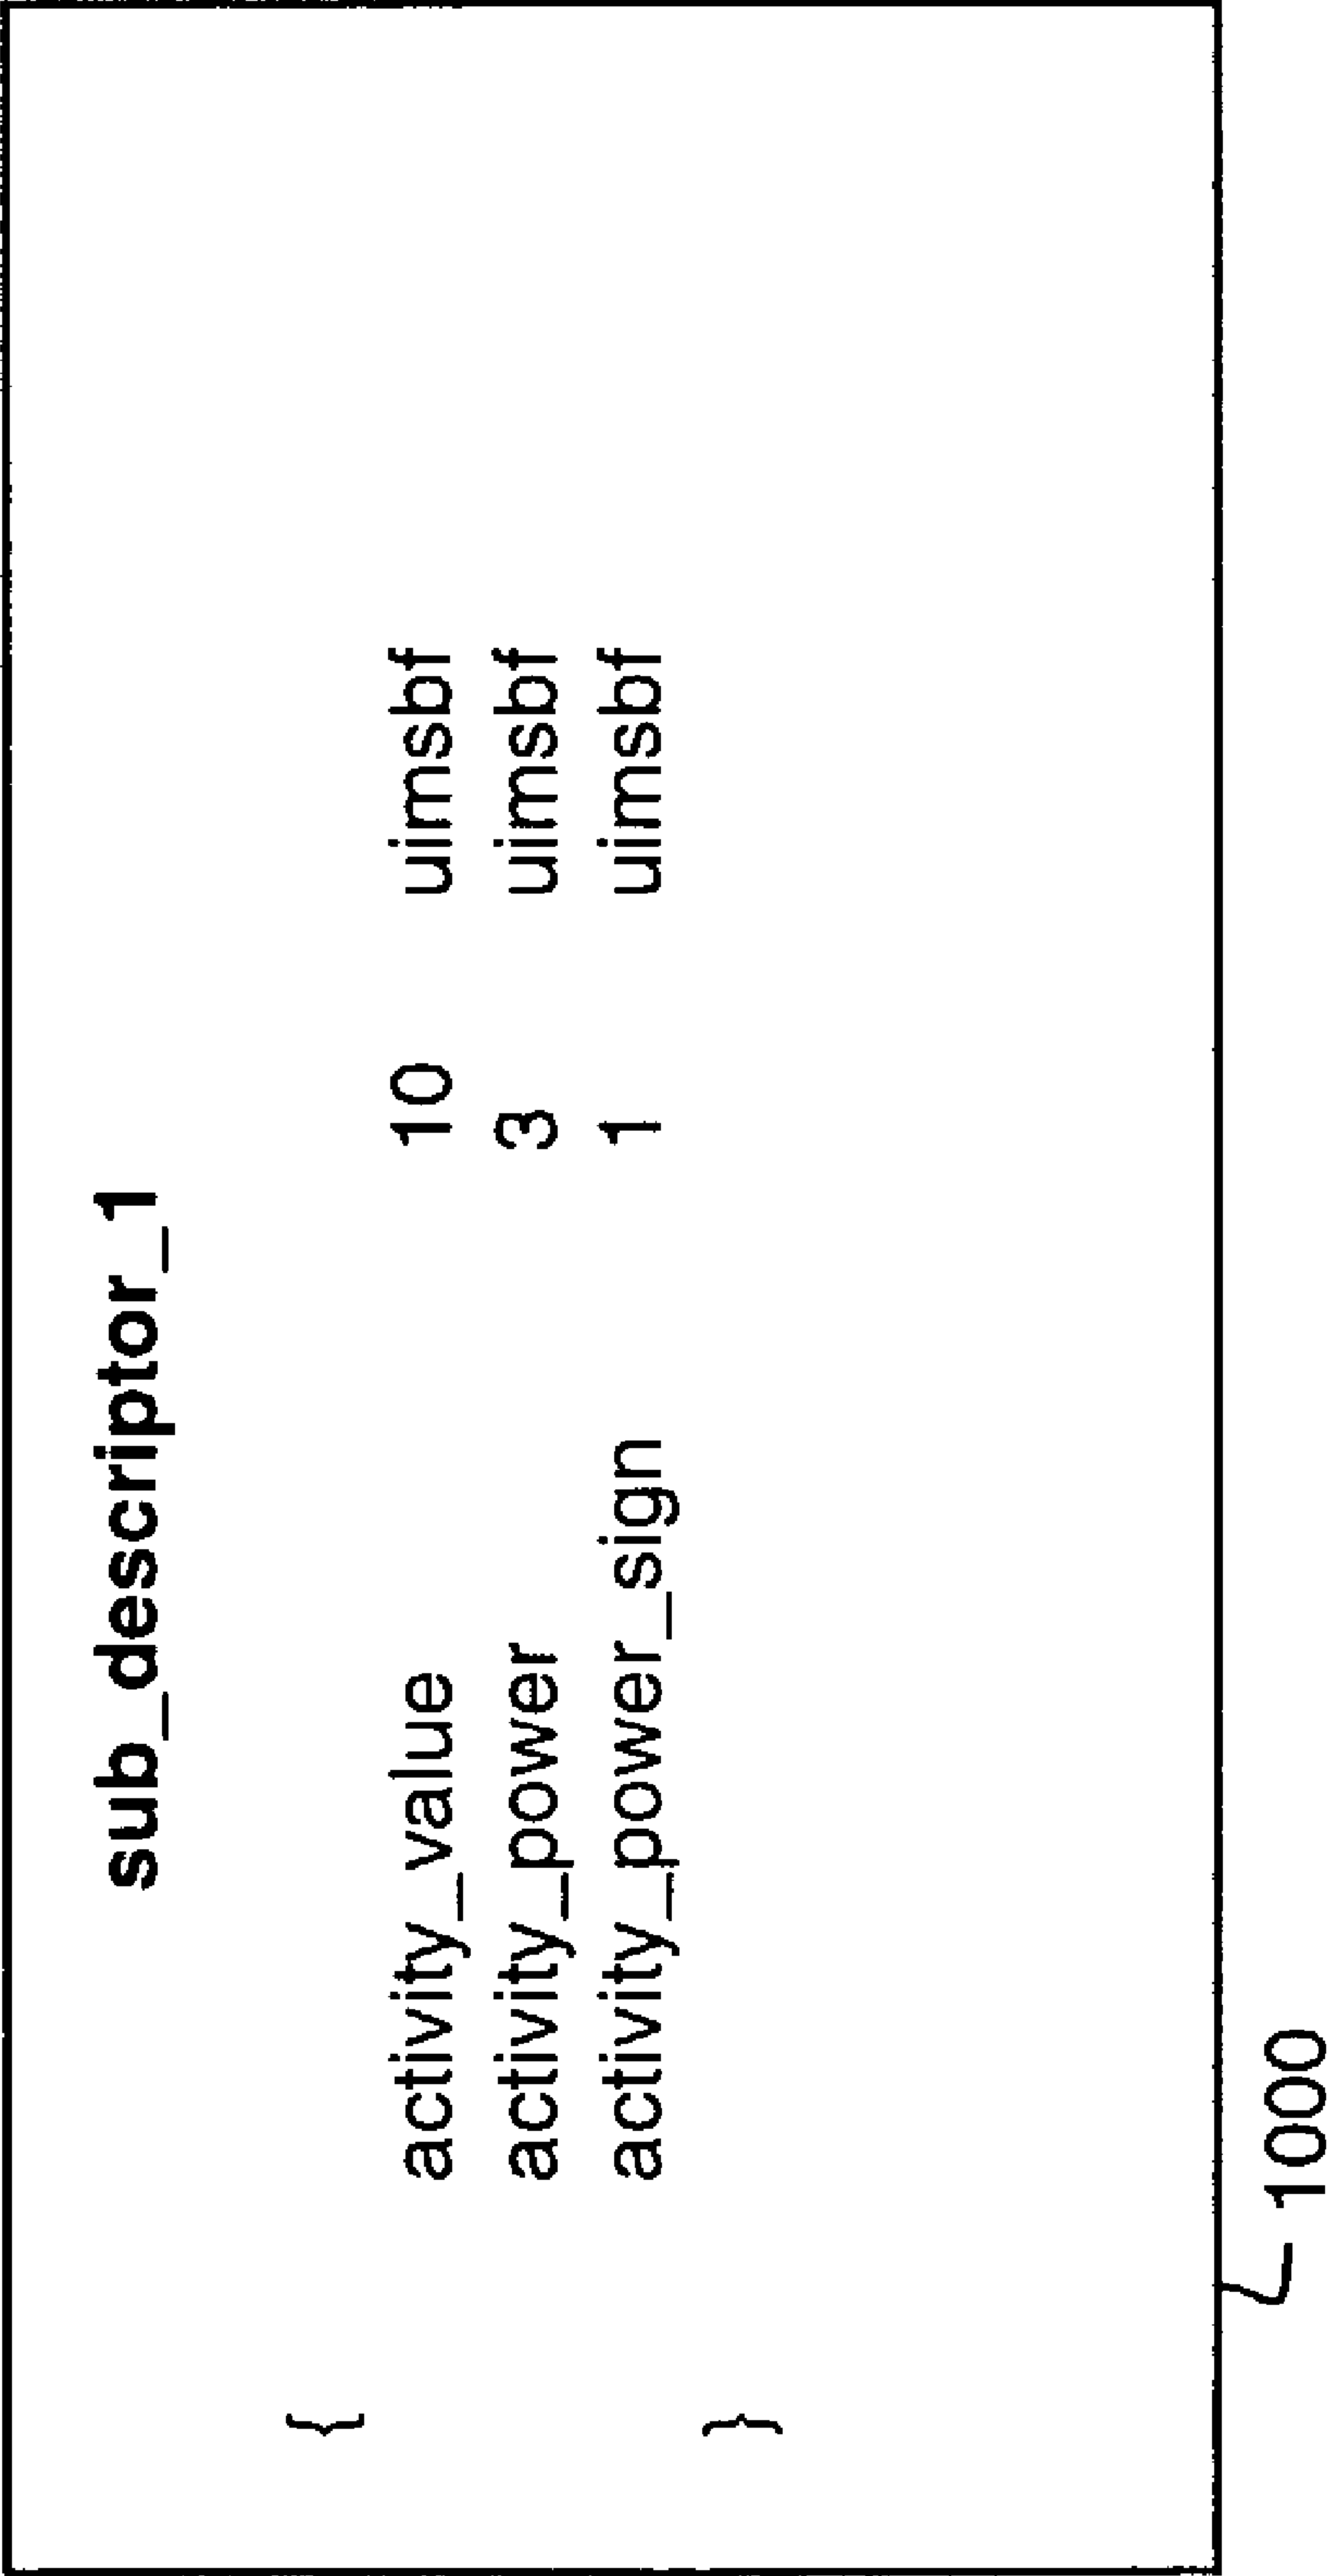 sub_descriptor_1
{
activity_value 10 uimsbf
activity_power 3 uimsbf
activity_power_sign 1 uimsbf
}
1000